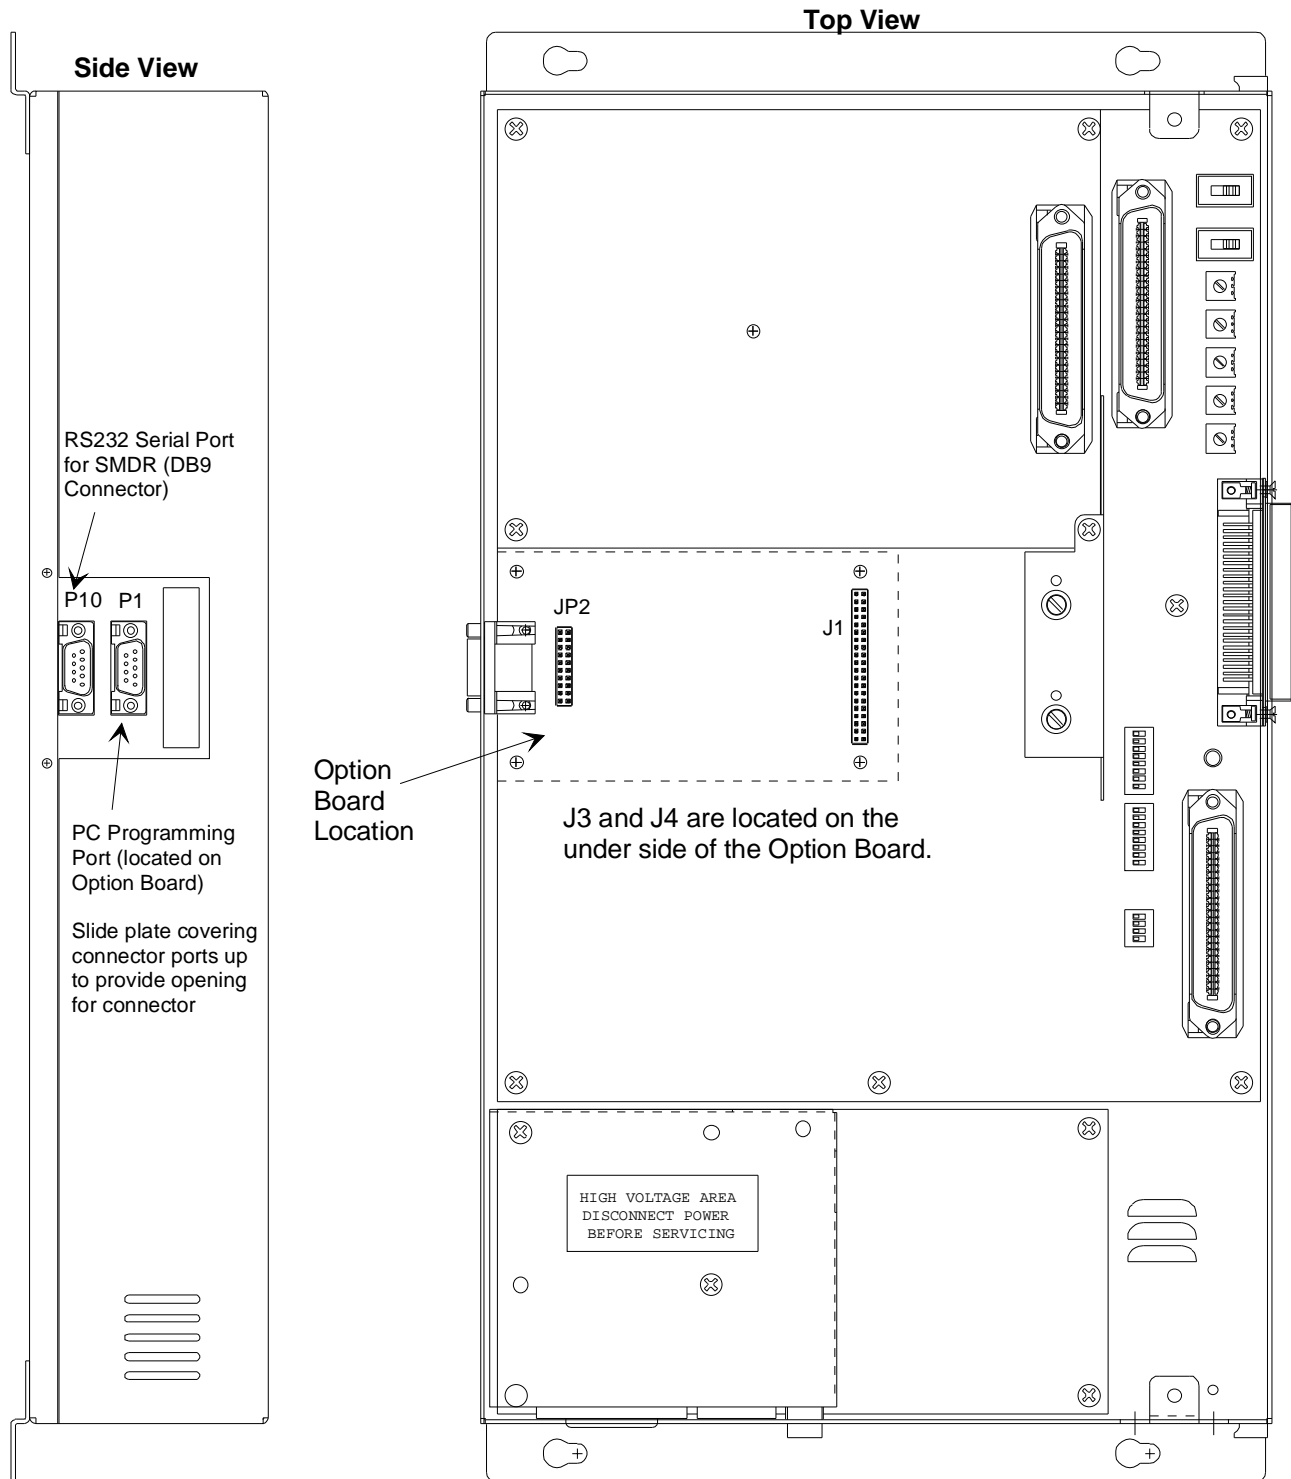 Top View
Side View
RS232 Serial Port
for SMDR (DB9
Connector)
P10 P1
JP2
J1
Option
Board
Location
J3 and J4 are located on the
under side of the Option Board.
PC Programming
Port (located on
Option Board)
Slide plate covering
connector ports up
to provide opening
for connector
HIGH VOLTAGE AREA
DISCONNECT POWER
BEFORE SERVICING